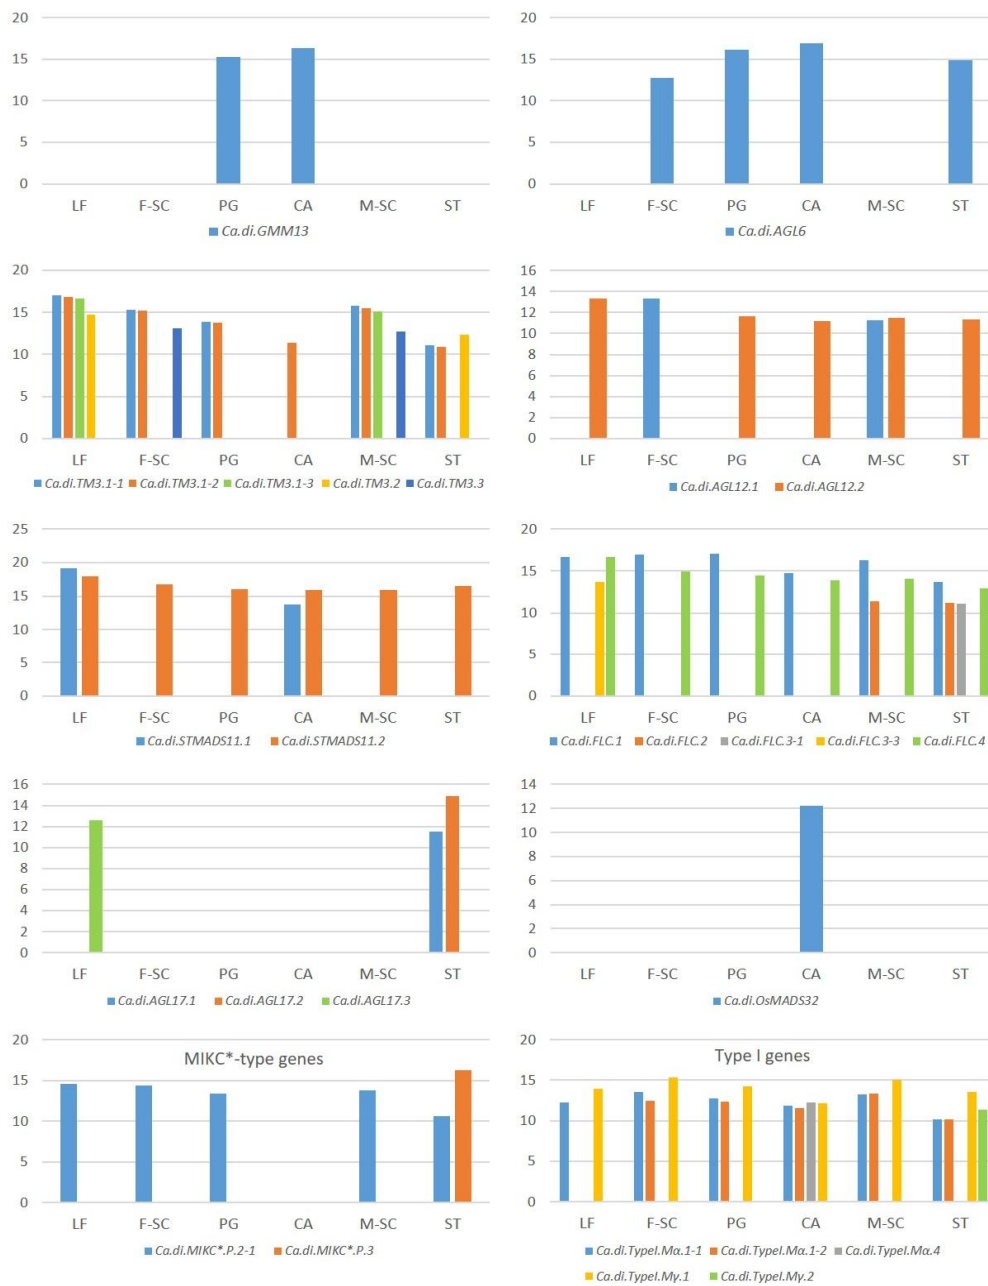 20
15
10
5
0
LF F-SC PG CA M-SC ST
Ca.di.GMM13
20
15
10
5
0
LF F-SC PG CA M-SC ST
Ca.di.AGL6
20
15
10
5
0
LF F-SC PG CA M-SC ST
Ca.di.TM3.1-1 Ca.di.TM3.1-2 Ca.di.TM3.1-3 Ca.di.TM3.2 Ca.di.TM3.3
16
14
12
10
8
6
4
2
0
LF F-SC PG CA M-SC ST
Ca.di.AGL12.1 Ca.di.AGL12.2
25
20
15
10
5
0
LF F-SC PG CA M-SC ST
Ca.di.STMADS11.1 Ca.di.STMADS11.2
20
15
10
5
0
LF F-SC PG CA M-SC ST
Ca.di.FLC.1 Ca.di.FLC.2 Ca.di.FLC.3-1 Ca.di.FLC.3-3 Ca.di.FLC.4
16
14
12
10
8
6
4
2
0
LF F-SC PG CA M-SC ST
Ca.di.AGL17.1 Ca.di.AGL17.2 Ca.di.AGL17.3
14
12
10
8
6
4
2
0
LF F-SC PG CA M-SC ST
Ca.di.OsMADS32
MIKC*-type genes
20
15
10
5
0
LF F-SC PG CA M-SC ST
Ca.di.MIKC*.P.2-1 Ca.di.MIKC*.P.3
Type I genes
20
15
10
5
0
LF F-SC PG CA M-SC ST
Ca.di.TypeI.Mα.1-1 Ca.di.TypeI.Mα.1-2 Ca.di.TypeI.Mα.4
Ca.di.TypeI.Mγ.1 Ca.di.TypeI.Mγ.2